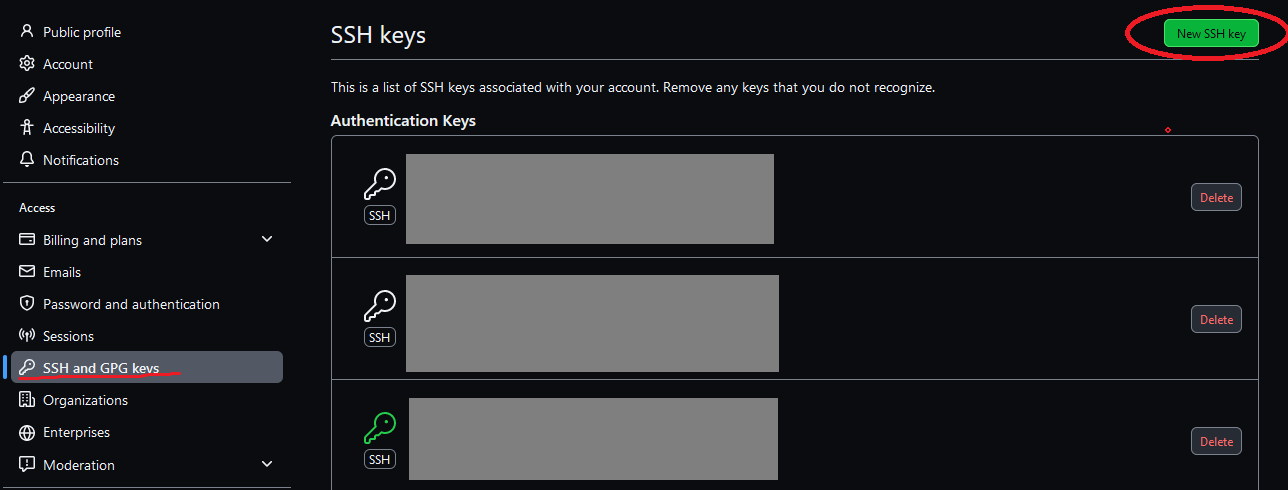 Public profile
Account
Appearance
Accessibility
Notifications
Access
Billing and plans
Emails
Password and authentication
Sessions
SSH and GPG keys
Organizations
Enterprises
Moderation
SSH keys
New SSH key
This is a list of SSH keys associated with your account. Remove any keys that you do not recognize.
Authentication Keys
SSH
Delete
SSH
Delete
SSH
Delete